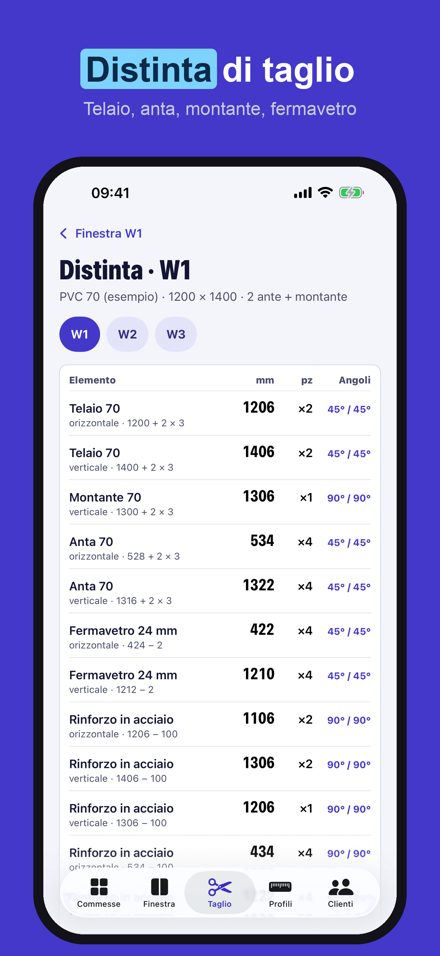 Distinta di taglio
Telaio, anta, montante, fermavetro
09:41
Finestra W1
Distinta · W1
PVC 70 (esempio) · 1200 × 1400 · 2 ante + montante
W1 W2 W3
Elemento mm pz Angoli
Telaio 70 1206 ×2 45° / 45°
orizzontale · 1200 + 2 × 3
Telaio 70 1406 ×2 45° / 45°
verticale · 1400 + 2 × 3
Montante 70 1306 ×1 90° / 90°
verticale · 1300 + 2 × 3
Anta 70 534 ×4 45° / 45°
orizzontale · 528 + 2 × 3
Anta 70 1322 ×4 45° / 45°
verticale · 1316 + 2 × 3
Fermavetro 24 mm 422 ×4 45° / 45°
orizzontale · 424 – 2
Fermavetro 24 mm 1210 ×4 45° / 45°
verticale · 1212 – 2
Rinforzo in acciaio 1106 ×2 90° / 90°
orizzontale · 1206 – 100
Rinforzo in acciaio 1306 ×2 90° / 90°
verticale · 1406 – 100
Rinforzo in acciaio 1206 ×1 90° / 90°
verticale · 1306 – 100
Rinforzo in acciaio 434 ×4 90° / 90°
orizzontale · 534 – 100
Commesse Finestra Taglio Profili Clienti